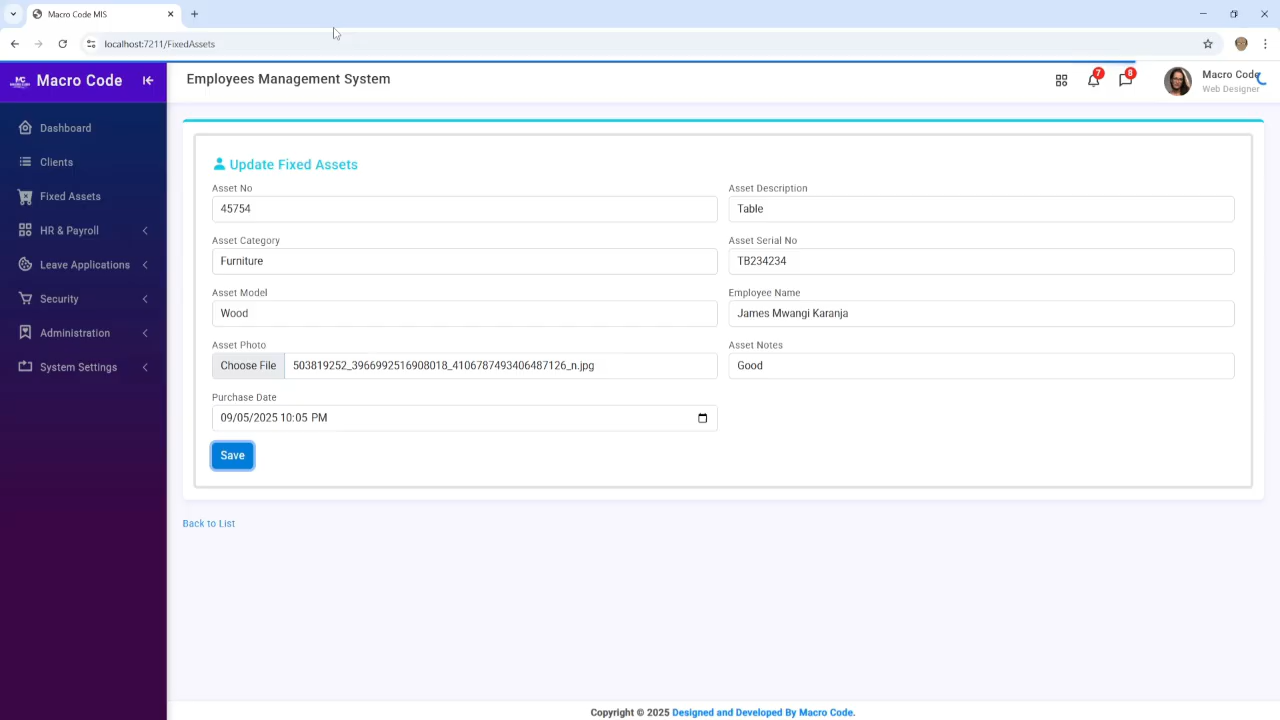 Macro Code MIS
localhost:7211/FixedAssets
Macro Code
Employees Management System
7
8
Macro Code
Web Designer
Dashboard
Clients
Fixed Assets
HR & Payroll
Leave Applications
Security
Administration
System Settings
Update Fixed Assets
Asset No
Asset Description
45754
Table
Asset Category
Asset Serial No
Furniture
TB234234
Asset Model
Employee Name
Wood
James Mwangi Karanja
Asset Photo
Asset Notes
Choose File 503819252_3966992516908018_4106787493406487126_n.jpg
Good
Purchase Date
09/05/2025 10:05 PM
Save
Back to List
Copyright © 2025 Designed and Developed By Macro Code.